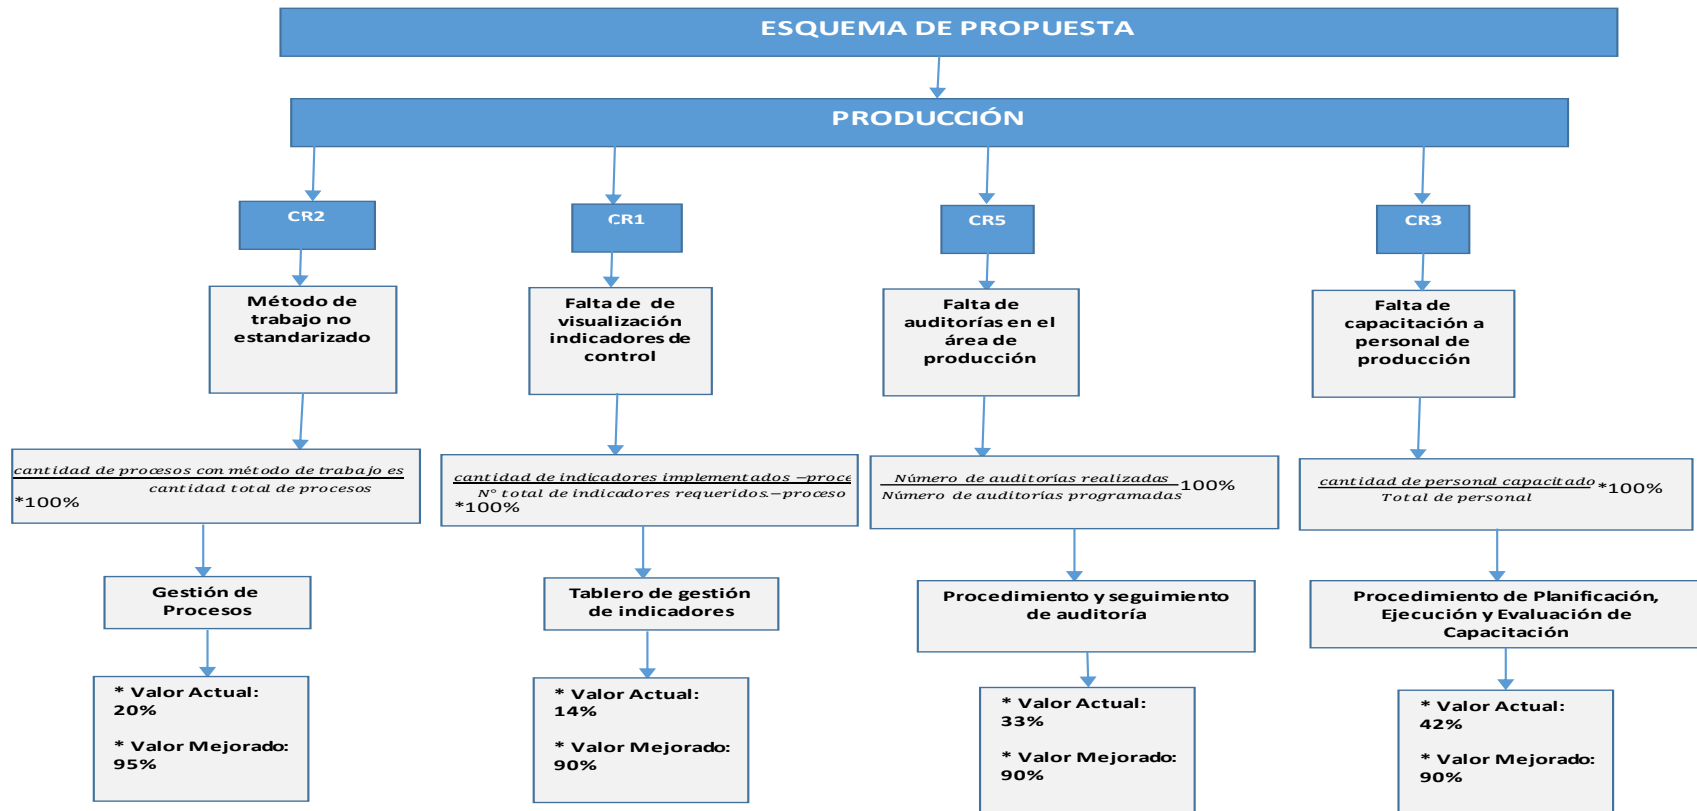 ESQUEMA DE PROPUESTA
PRODUCCIÓN
CR2
CR1
CR5
CR3
Método de
trabajo no
estandarizado
Falta de de
visualización
indicadores de
control
Falta de
auditorías en el
área de
producción
Falta de
capacitación a
personal de
producción
cantidad de procesos con método de trabajo es
cantidad total de procesos
*100%
cantidad de indicadores implementados –proce
N° total de indicadores requeridos.–proceso
*100%
Número de auditorías realizadas
Número de auditorías programadas
100%
cantidad de personal capacitado
Total de personal
*100%
Gestión de
Procesos
Tablero de gestión
de indicadores
Procedimiento y seguimiento
de auditoría
Procedimiento de Planificación,
Ejecución y Evaluación de
Capacitación
* Valor Actual:
20%
* Valor Mejorado:
95%
* Valor Actual:
14%
* Valor Mejorado:
90%
* Valor Actual:
33%
* Valor Mejorado:
90%
* Valor Actual:
42%
* Valor Mejorado:
90%